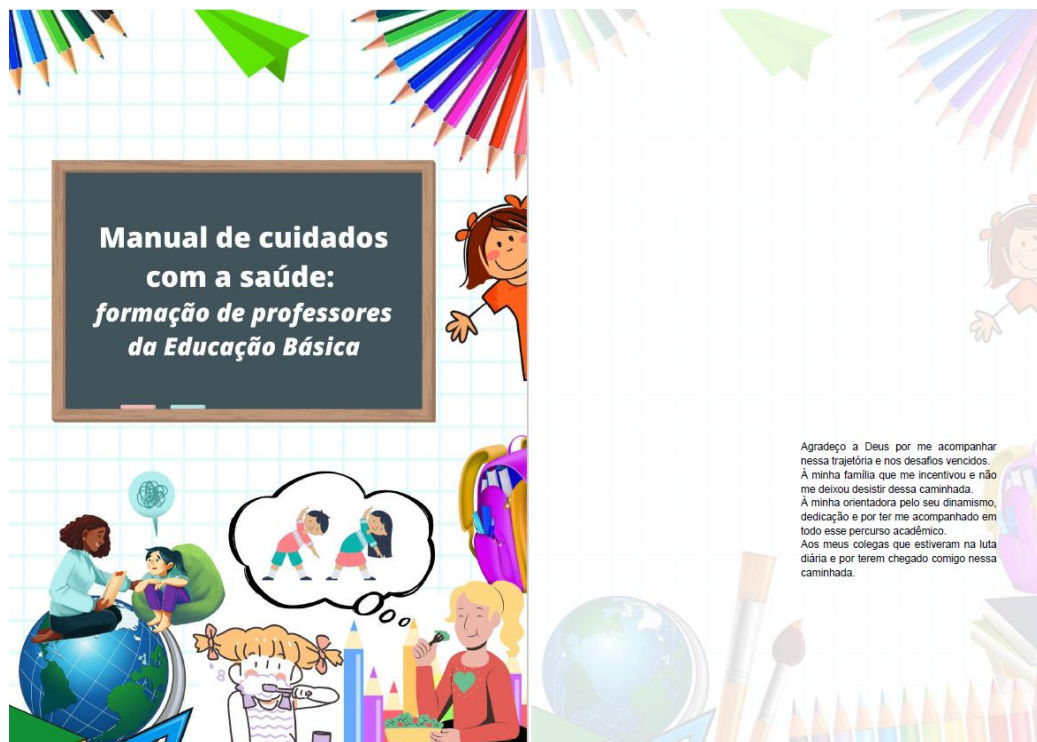 Manual de cuidados
com a saúde:
formação de professores
da Educação Básica
Agradeço a Deus por me acompanhar
nessa trajetória e nos desafios vencidos.
À minha família que me incentivou e não
me deixou desistir dessa caminhada.
À minha orientadora pelo seu dinamismo,
dedicação e por ter me acompanhado em
todo esse percurso acadêmico.
Aos meus colegas que estiveram na luta
diária e por terem chegado comigo nessa
caminhada.